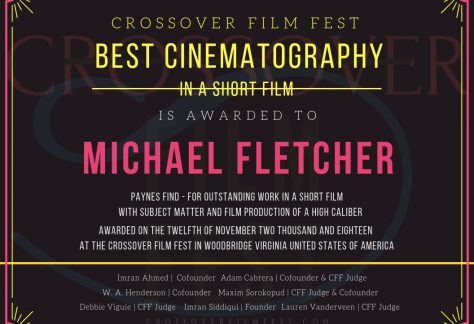 CROSSOVER FILM FEST
BEST CINEMATOGRAPHY
IN A SHORT FILM
IS AWARDED TO
MICHAEL FLETCHER
PAYNES FIND - FOR OUTSTANDING WORK IN A SHORT FILM
WITH SUBJECT MATTER AND FILM PRODUCTION OF A HIGH CALIBER
AWARDED ON THE TWELFTH OF NOVEMBER TWO THOUSAND AND EIGHTEEN
AT THE CROSSOVER FILM FEST IN WOODBRIDGE VIRGINIA UNITED STATES OF AMERICA
Imran Ahmed | Cofounder Adam Cabrera | Cofounder & CFF Judge
W. A. Henderson | Cofounder Maxim Sorokopud | CFF Judge & Cofounder
Debbie Viguie | CFF Judge Imran Siddiqui | Founder Lauren Vanderveen | CFF Judge
CROSSOVERFILMFEST.COM
CROSSOVER